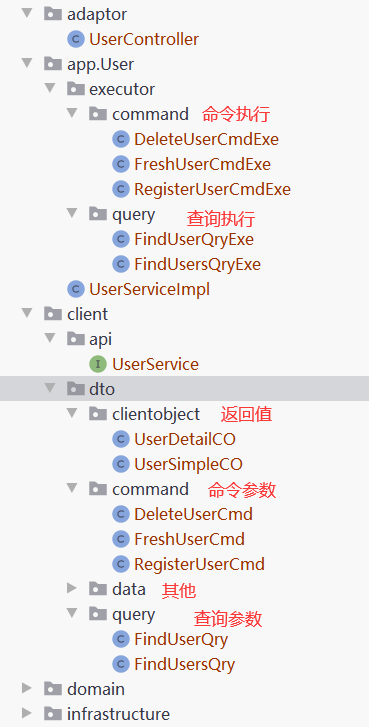 adaptor
UserController
app.User
executor
command 命令执行
DeleteUserCmdExe
FreshUserCmdExe
RegisterUserCmdExe
query 查询执行
FindUserQryExe
FindUsersQryExe
UserServiceImpl
client
api
UserService
dto
clientobject 返回值
UserDetailCO
UserSimpleCO
command 命令参数
DeleteUserCmd
FreshUserCmd
RegisterUserCmd
data 其他
query 查询参数
FindUserQry
FindUsersQry
domain
infrastructure